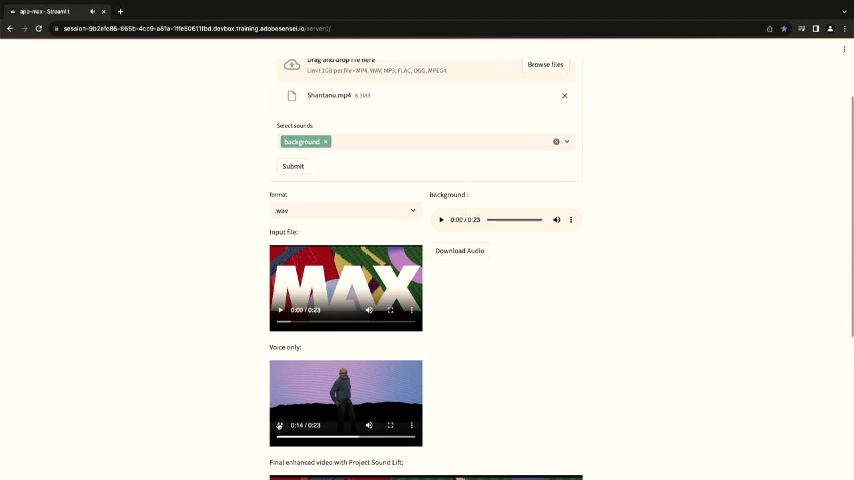 app-max · Streamlit
session-9b2efc86-865b-4cc9-a81a-1ffe50611fbd.devbox.training.adobesensei.io/server0/
Drag and drop file here
Limit 1GB per file • MP4, WAV, MP3, FLAC, OGG, MPEG4
Browse files
Shantanu.mp4 8.3MB
Select sounds
background
Submit
format
.wav
background :
0:00 / 0:23
Download Audio
Input file:
MAX
0:00 / 0:23
Voice only:
0:14 / 0:23
Final enhanced video with Project Sound Lift: